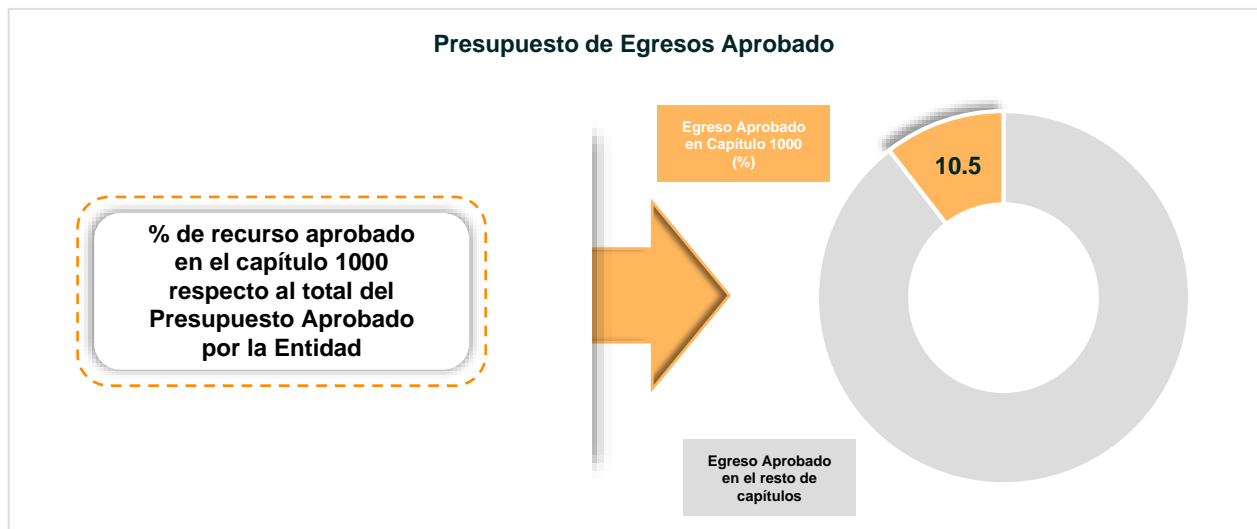 Presupuesto de Egresos Aprobado
Egreso Aprobado
en Capítulo 1000
(%)
10.5
% de recurso aprobado
en el capítulo 1000
respecto al total del
Presupuesto Aprobado
por la Entidad
Egreso Aprobado
en el resto de
capítulos